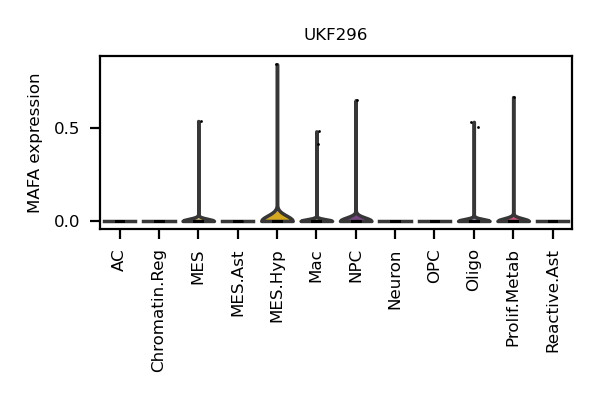 UKF296
MAFA expression
0.5
0.0
AC
Chromatin.Reg
MES
MES.Ast
MES.Hyp
Mac
NPC
Neuron
OPC
Oligo
Prolif.Metab
Reactive.Ast